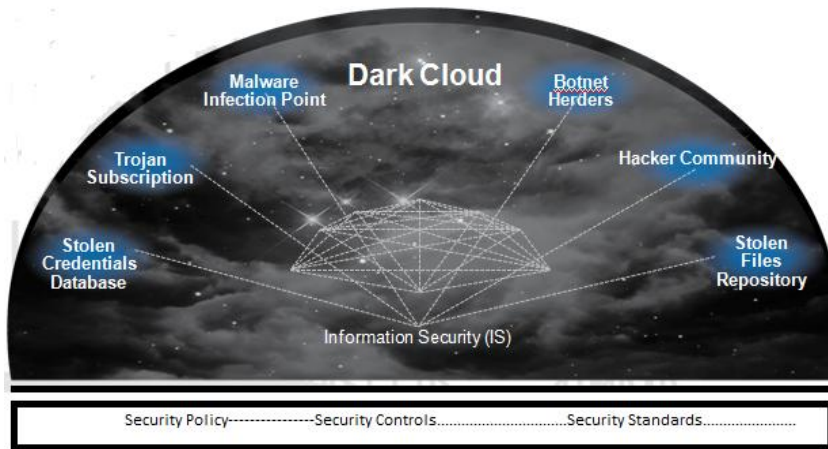 Dark Cloud
Malware
Infection Point
Botnet
Herders
Trojan
Subscription
Hacker Community
Stolen
Credentials
Database
Stolen
Files
Repository
Information Security (IS)
Security Policy----------------Security Controls................................Security Standards.......................